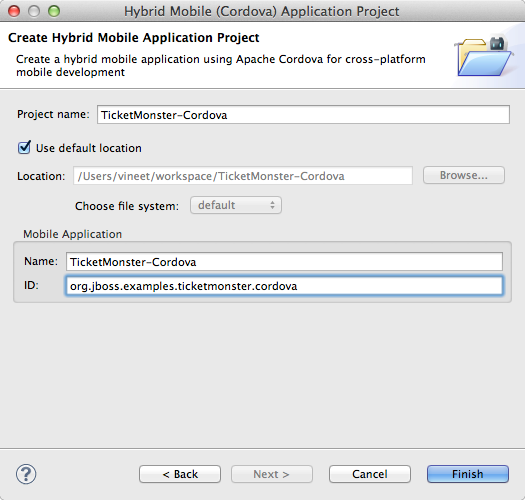 Hybrid Mobile (Cordova) Application Project
Create Hybrid Mobile Application Project
Create a hybrid mobile application using Apache Cordova for cross-platform
mobile development
Project name: TicketMonster-Cordova
Use default location
Location: /Users/vineet/workspace/TicketMonster-Cordova Browse...
Choose file system: default
Mobile Application
Name: TicketMonster-Cordova
ID: org.jboss.examples.ticketmonster.cordova
? < Back Next > Cancel Finish